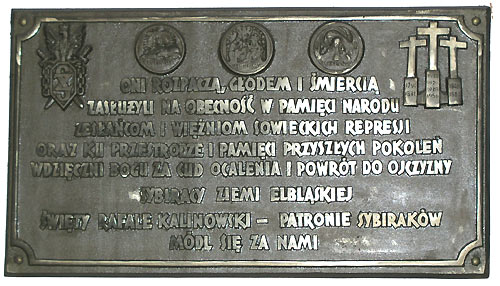 ONI ROZPACZĄ, GŁODEM I ŚMIERCIĄ
ZASŁUŻYLI NA OBECNOŚĆ W PAMIĘCI NARODU
ZESŁAŃCOM I WIĘŹNIOM SOWIECKICH REPRESJI
ORAZ KU PRZESTRODZE I PAMIĘCI PRZYSZŁYCH POKOLEŃ
WDZIĘCZNI BOGU ZA CUD OCALENIA I POWRÓT DO OJCZYZNY
SYBIRACY ZIEMI ELBLĄSKIEJ
ŚWIĘTY RAFALE KALINOWSKI – PATRONIE SYBIRAKÓW
MÓDL SIĘ ZA NAMI